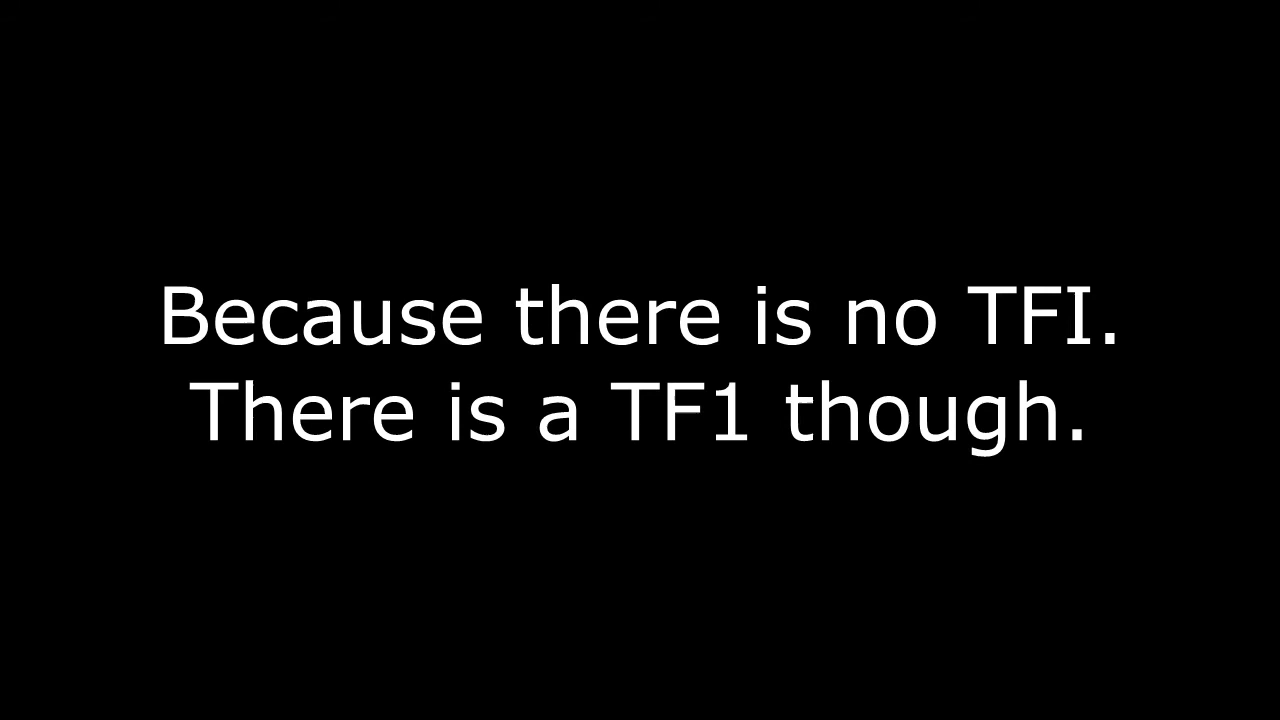 Because there is no TFI.
There is a TF1 though.